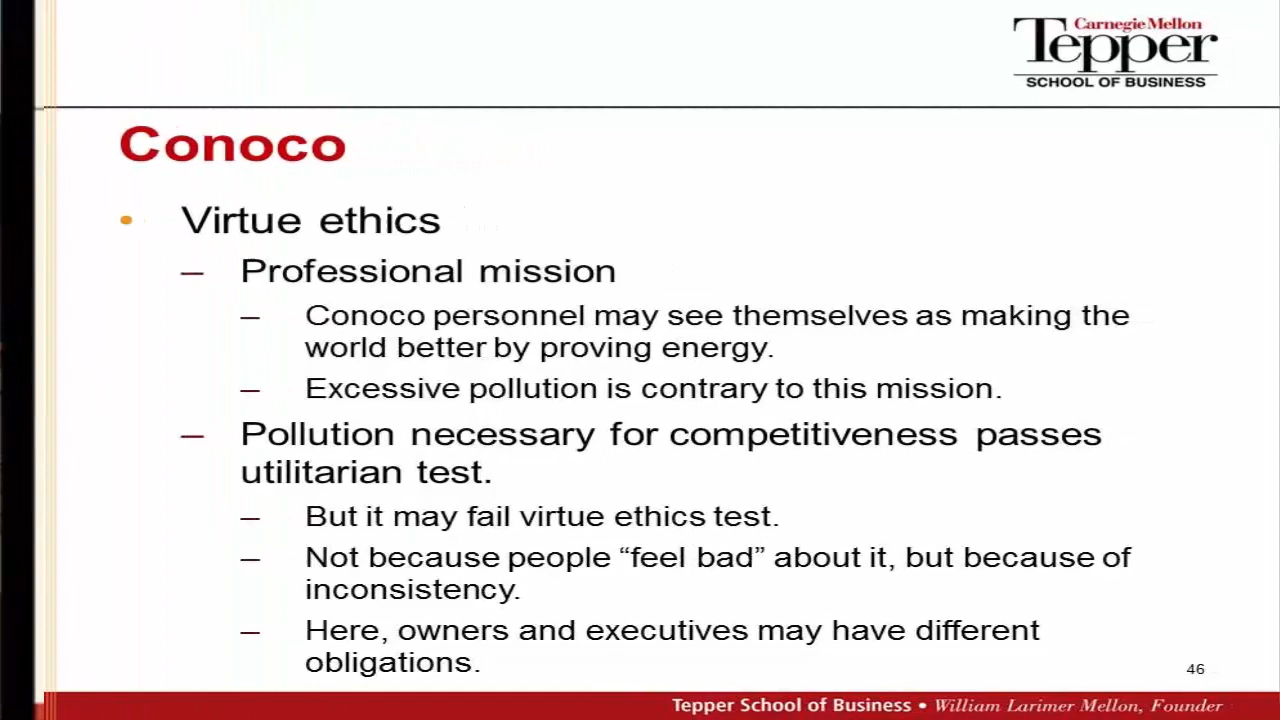 Carnegie Mellon
Tepper
SCHOOL OF BUSINESS
Conoco
• Virtue ethics
– Professional mission
– Conoco personnel may see themselves as making the
world better by proving energy.
– Excessive pollution is contrary to this mission.
– Pollution necessary for competitiveness passes
utilitarian test.
– But it may fail virtue ethics test.
– Not because people “feel bad” about it, but because of
inconsistency.
– Here, owners and executives may have different
obligations.
46
Tepper School of Business • William Larimer Mellon, Founder